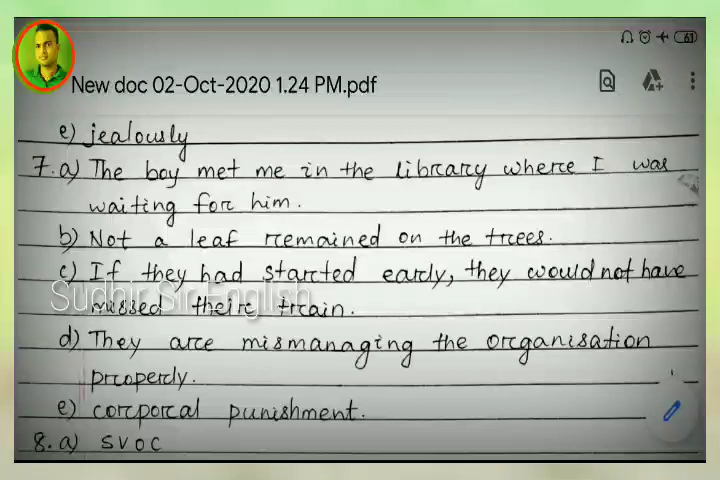 61
New doc 02-Oct-2020 1.24 PM.pdf
e) jealously
7. a) The boy met me in the library where I was
waiting for him.
b) Not a leaf remained on the trees.
c) If they had started early, they would not have
Sudhir Sir English
missed their train.
d) They are mismanaging the organisation
properly.
e) corporal punishment.
8. a) SVOC